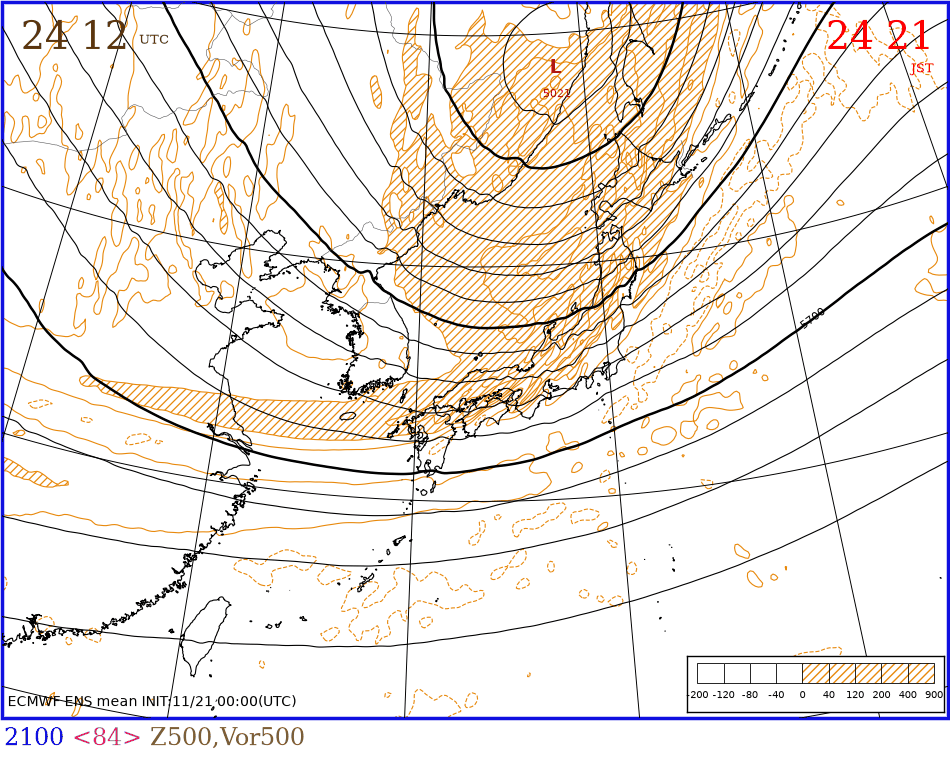 24 12 UTC
24 21
JST
L
5021
5700
-200 -120 -80 -40 0 40 120 200 400 900
ECMWF ENS mean INIT:11/21 00:00(UTC)
2100 <84> Z500,Vor500